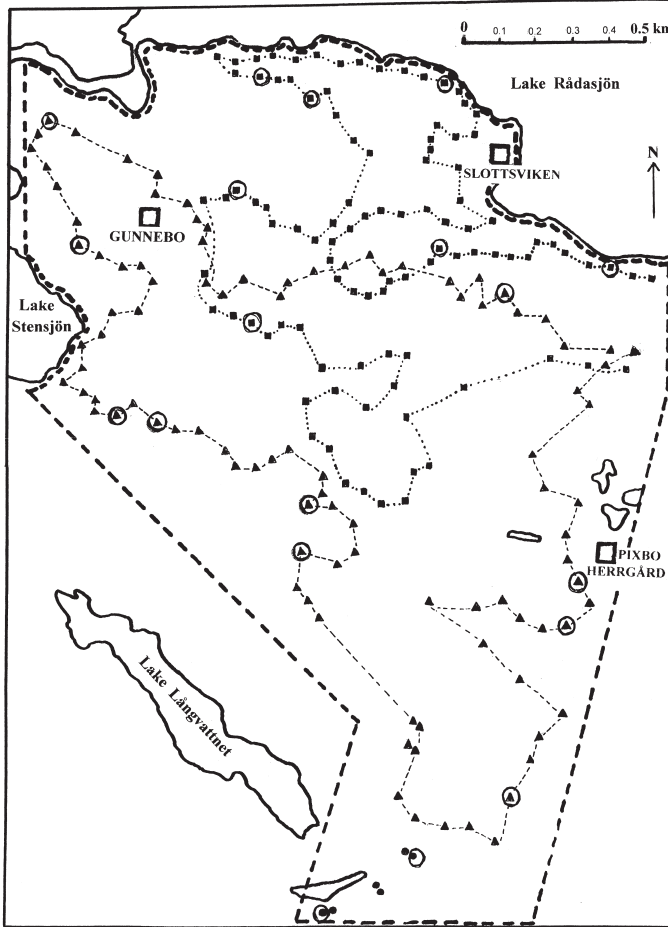 0 0.1 0.2 0.3 0.4 0.5 km
Lake Rådasjön
N
SLOTTSVIKEN
GUNNEBO
Lake
Stensjön
PIXBO
HERRGÅRD
Lake Långvattnet